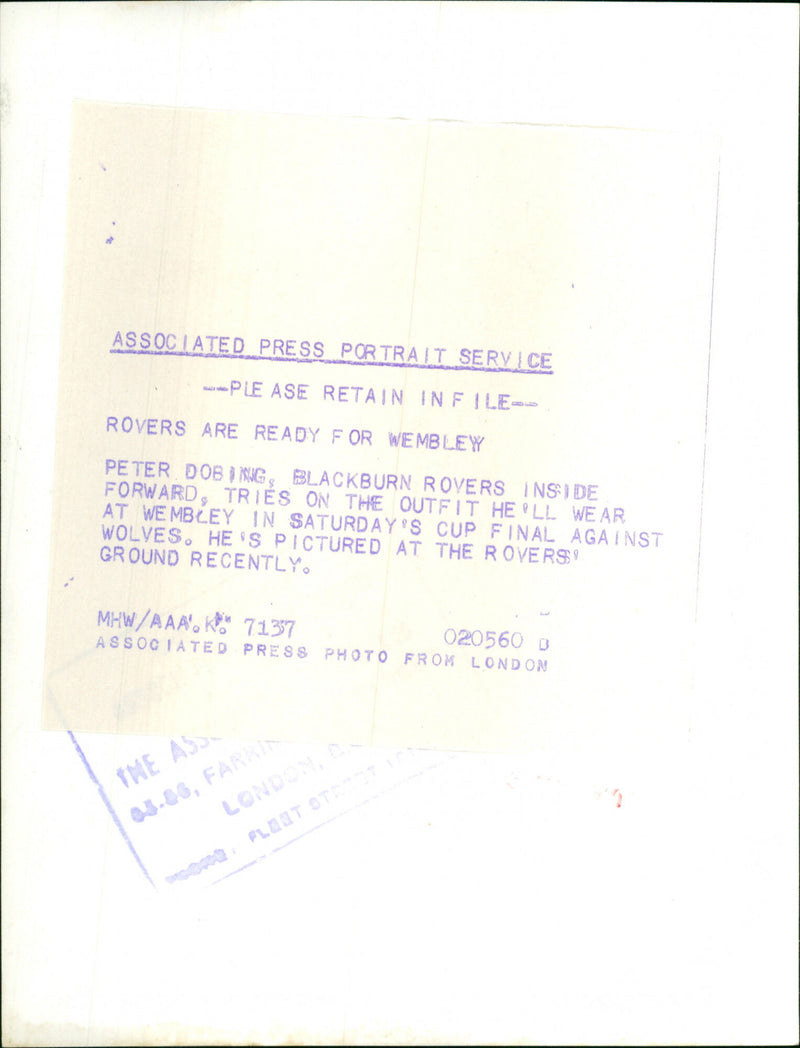 ASSOCIATED PRESS PORTRAIT SERVICE
--PLEASE RETAIN IN FILE--
ROVERS ARE READY FOR WEMBLEY
PETER DOBING, BLACKBURN ROVERS INSIDE
FORWARD, TRIES ON THE OUTFIT HE'LL WEAR
AT WEMBLEY IN SATURDAY'S CUP FINAL AGAINST
WOLVES. HE'S PICTURED AT THE ROVERS'
GROUND RECENTLY.
MHW/AAA. K. 7137 020560 B
ASSOCIATED PRESS PHOTO FROM LONDON
THE ASS
LONDON,
FLEET STREET